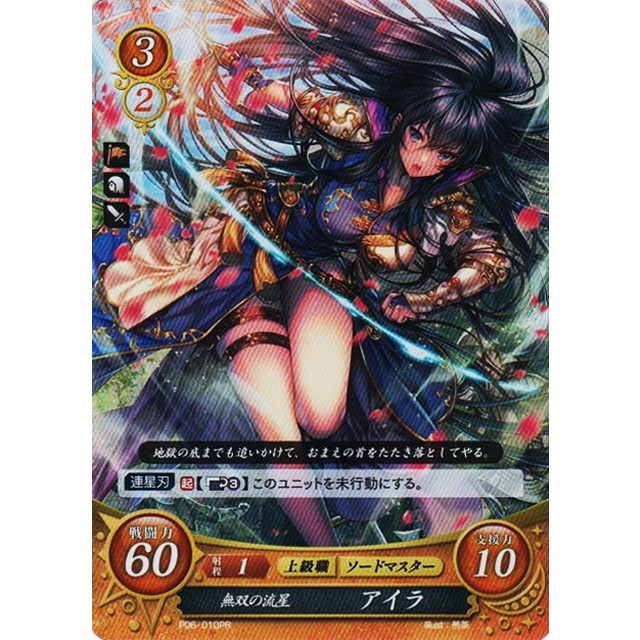 3
2
地獄の底までも追いかけて、おまえの首をたたき落としてやる。
連星刃 起【 3】このユニットを未行動にする。
戦闘力
60
射程 1 上級職 ソードマスター
支援力
10
無双の流星 アイラ
P06-010PR
illust：煎茶